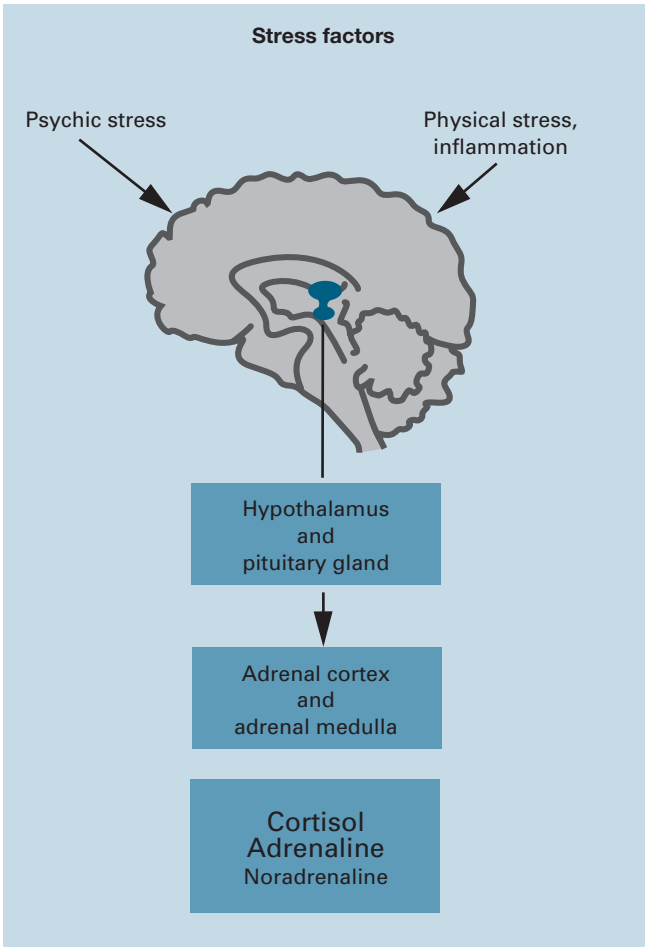 Stress factors
Psychic stress
Physical stress,
inflammation
Hypothalamus
and
pituitary gland
Adrenal cortex
and
adrenal medulla
Cortisol
Adrenaline
Noradrenaline